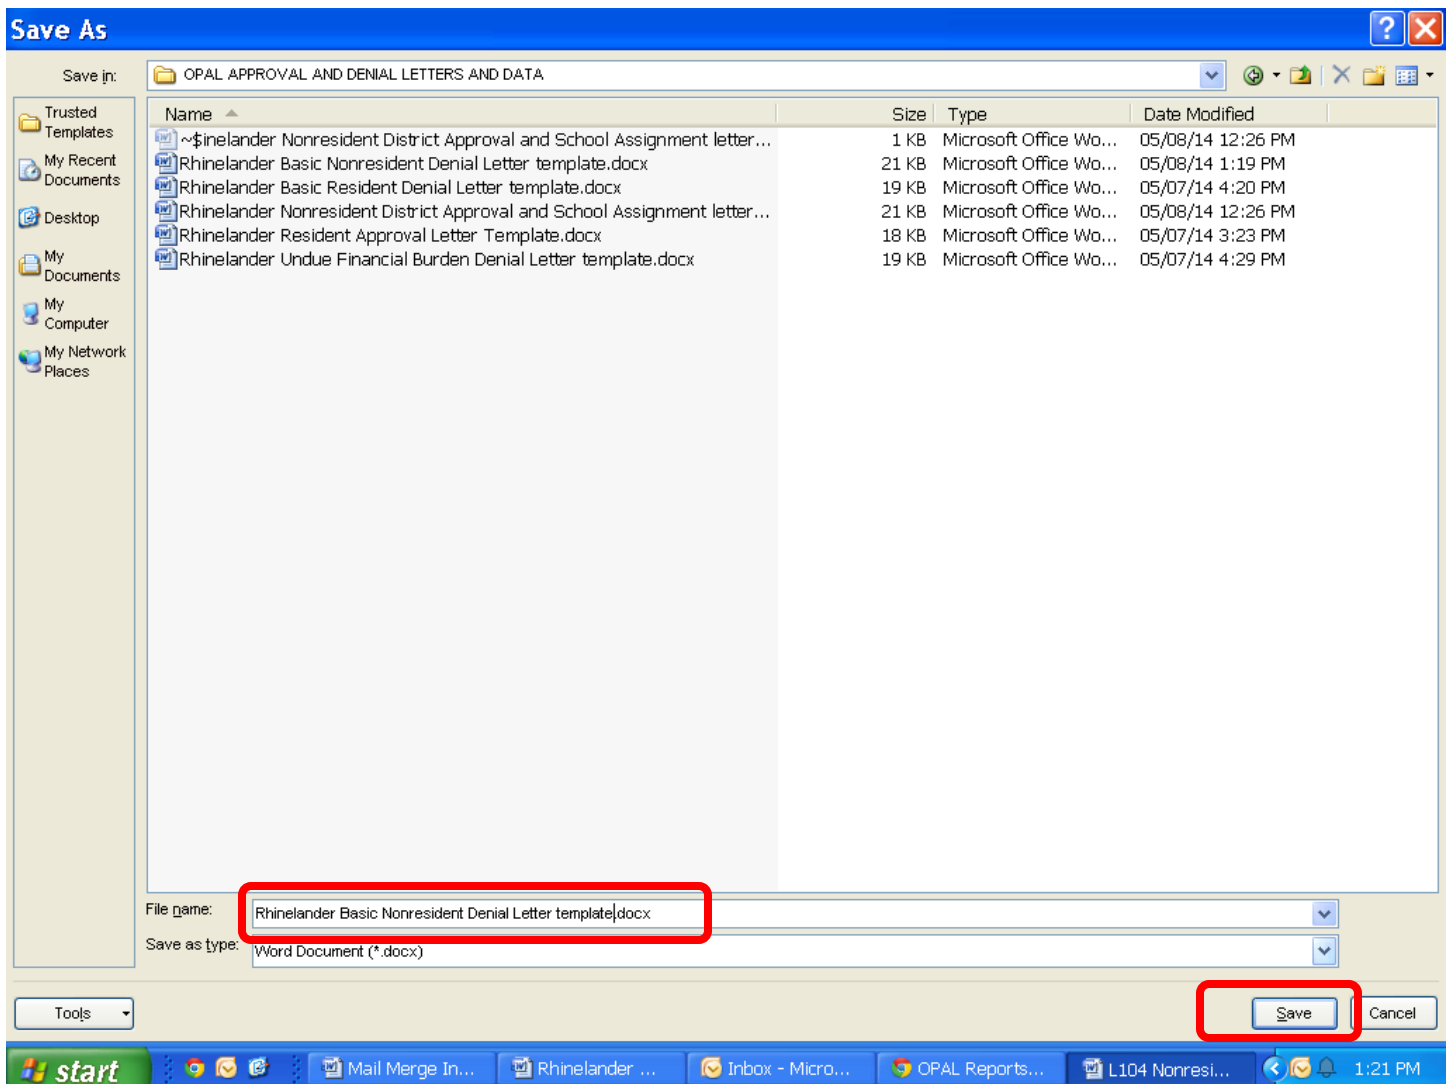 Save As
Save in: OPAL APPROVAL AND DENIAL LETTERS AND DATA
Trusted Templates
My Recent Documents
Desktop
My Documents
My Computer
My Network Places
Name Size Type Date Modified
~$inelander Nonresident District Approval and School Assignment letter... 1 KB Microsoft Office Wo... 05/08/14 12:26 PM
Rhinelander Basic Nonresident Denial Letter template.docx 21 KB Microsoft Office Wo... 05/08/14 1:19 PM
Rhinelander Basic Resident Denial Letter template.docx 19 KB Microsoft Office Wo... 05/07/14 4:20 PM
Rhinelander Nonresident District Approval and School Assignment letter... 21 KB Microsoft Office Wo... 05/08/14 12:26 PM
Rhinelander Resident Approval Letter Template.docx 18 KB Microsoft Office Wo... 05/07/14 3:23 PM
Rhinelander Undue Financial Burden Denial Letter template.docx 19 KB Microsoft Office Wo... 05/07/14 4:29 PM
File name: Rhinelander Basic Nonresident Denial Letter template.docx
Save as type: Word Document (*.docx)
Tools Save Cancel
start Mail Merge In... Rhinelander ... Inbox - Micro... OPAL Reports... L104 Nonresi... 1:21 PM